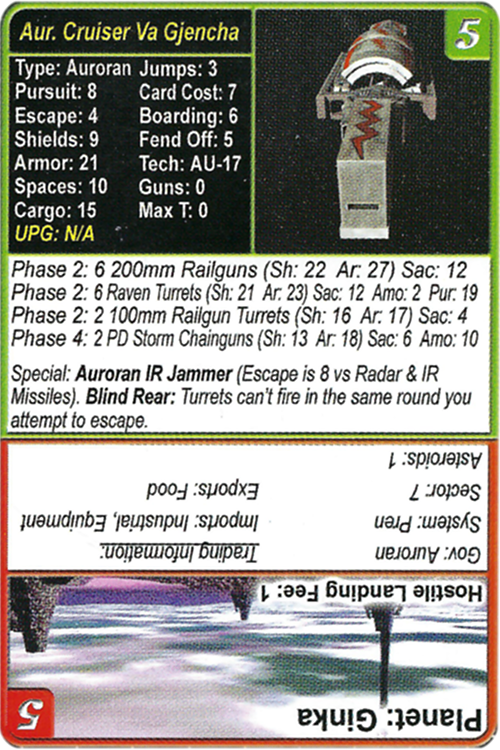 Aur. Cruiser Va Gjencha
5
Type: Auroran Jumps: 3
Pursuit: 8 Card Cost: 7
Escape: 4 Boarding: 6
Shields: 9 Fend Off: 5
Armor: 21 Tech: AU-17
Spaces: 10 Guns: 0
Cargo: 15 Max T: 0
UPG: N/A
Phase 2: 6 200mm Railguns (Sh: 22 Ar: 27) Sac: 12
Phase 2: 6 Raven Turrets (Sh: 21 Ar: 23) Sac: 12 Amo: 2 Pur: 19
Phase 2: 2 100mm Railgun Turrets (Sh: 16 Ar: 17) Sac: 4
Phase 4: 2 PD Storm Chainguns (Sh: 13 Ar: 18) Sac: 6 Amo: 10
Special: Auroran IR Jammer (Escape is 8 vs Radar & IR
Missiles). Blind Rear: Turrets can't fire in the same round you
attempt to escape.
Planet: Ginka
5
Hostile Landing Fee: 1
Gov: Auroran Trading Information:
System: Pren Imports: Industrial, Equipment
Sector: 7 Exports: Food
Asteroids: 1